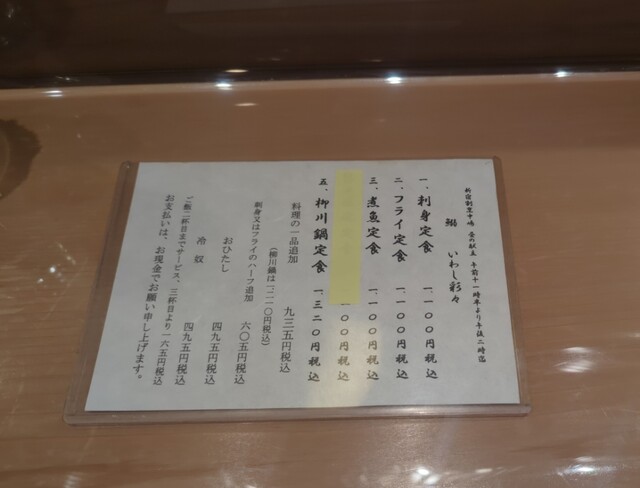 新宿割烹中嶋 昼の献立 午前十一時半より午後二時迄
鰯 いわし彩々
一、刺身定食 一、一〇〇円税込
二、フライ定食 一、一〇〇円税込
三、煮魚定食 一、一〇〇円税込
一〇〇円税込
五、柳川鍋定食 一、三二〇円税込
料理の一品追加 九三五円税込
(柳川鍋は一二一〇円税込)
刺身又はフライのハーフ追加 六〇五円税込
おひたし 四九五円税込
冷奴 四九五円税込
ご飯二杯目までサービス、三杯目より一六五円税込
お支払いは、お現金でお願い申し上げます。